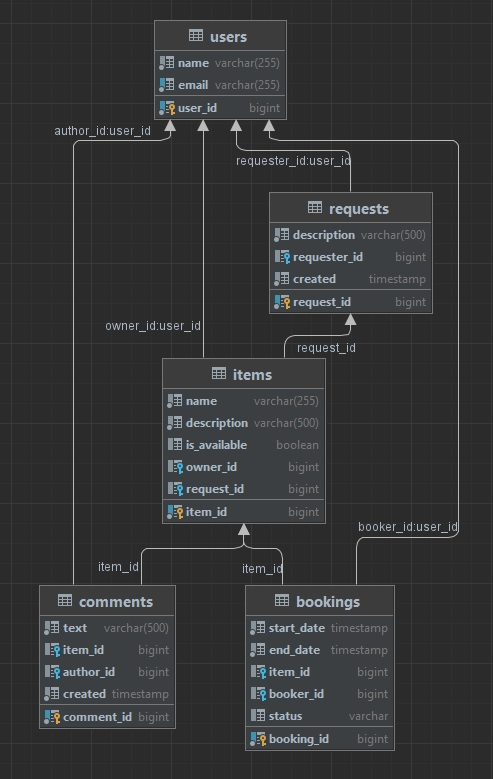 users
name varchar(255)
email varchar(255)
user_id bigint
author_id:user_id
requester_id:user_id
requests
description varchar(500)
requester_id bigint
created timestamp
request_id bigint
owner_id:user_id
request_id
items
name varchar(255)
description varchar(500)
is_available boolean
owner_id bigint
request_id bigint
item_id bigint
booker_id:user_id
item_id
item_id
comments
text varchar(500)
item_id bigint
author_id bigint
created timestamp
comment_id bigint
bookings
start_date timestamp
end_date timestamp
item_id bigint
booker_id bigint
status varchar
booking_id bigint